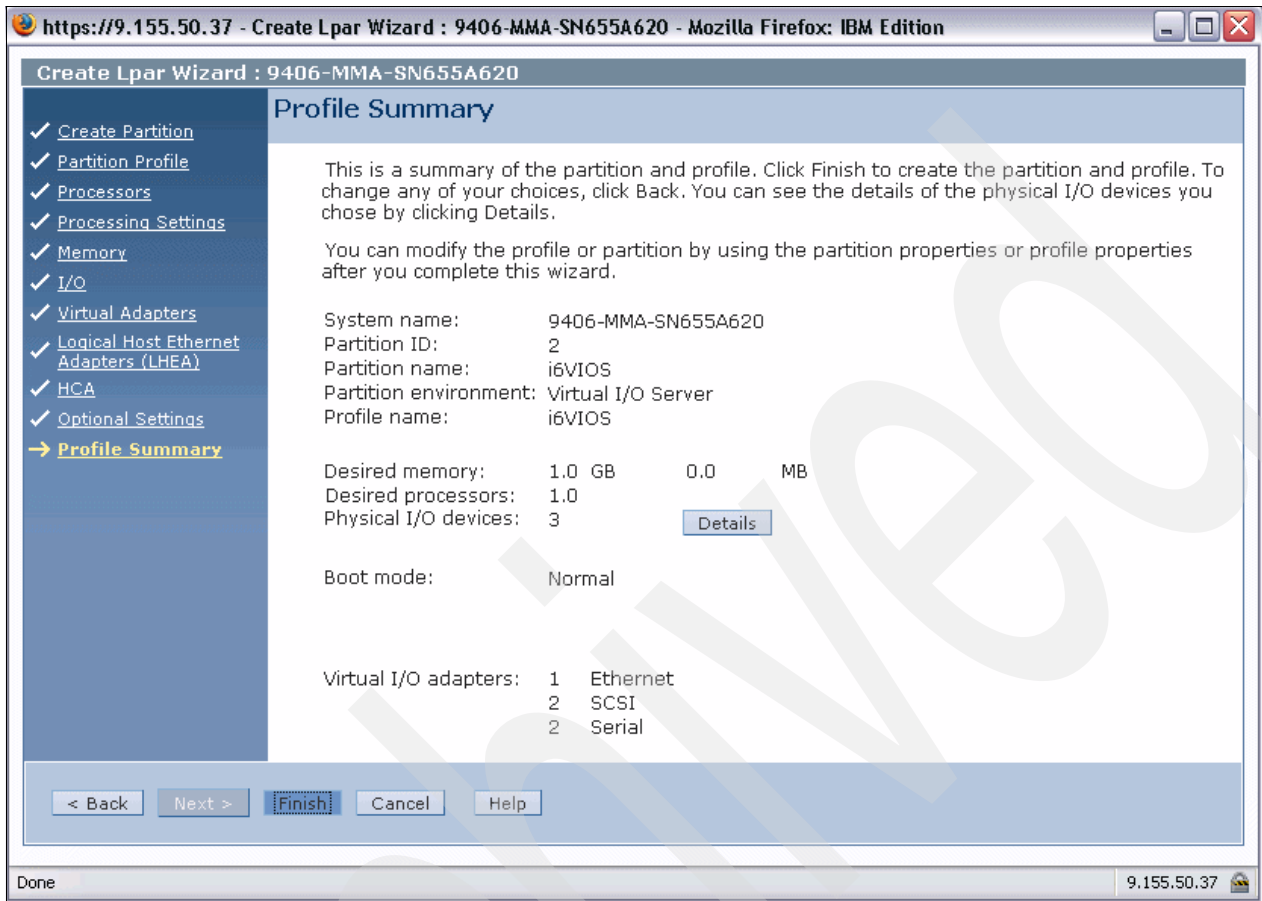 https://9.155.50.37 - Create Lpar Wizard : 9406-MMA-SN655A620 - Mozilla Firefox: IBM Edition
Create Lpar Wizard : 9406-MMA-SN655A620
Create Partition
Partition Profile
Processors
Processing Settings
Memory
I/O
Virtual Adapters
Logical Host Ethernet
Adapters (LHEA)
HCA
Optional Settings
Profile Summary
Profile Summary
This is a summary of the partition and profile. Click Finish to create the partition and profile. To
change any of your choices, click Back. You can see the details of the physical I/O devices you
chose by clicking Details.
You can modify the profile or partition by using the partition properties or profile properties
after you complete this wizard.
System name: 9406-MMA-SN655A620
Partition ID: 2
Partition name: i6VIOS
Partition environment: Virtual I/O Server
Profile name: i6VIOS
Desired memory: 1.0 GB 0.0 MB
Desired processors: 1.0
Physical I/O devices: 3 Details
Boot mode: Normal
Virtual I/O adapters: 1 Ethernet
2 SCSI
2 Serial
< Back Next > Finish Cancel Help
Done 9.155.50.37
hived